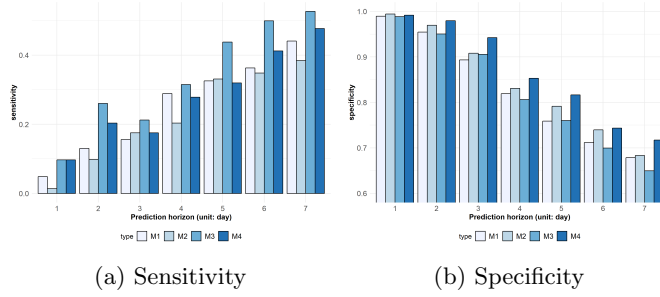 0.4
0.2
0.0
sensitivity
1 2 3 4 5 6 7
Prediction horizon (unit: day)
type M1 M2 M3 M4
(a) Sensitivity
1.0
0.9
0.8
0.7
0.6
specificity
1 2 3 4 5 6 7
Prediction horizon (unit: day)
type M1 M2 M3 M4
(b) Specificity